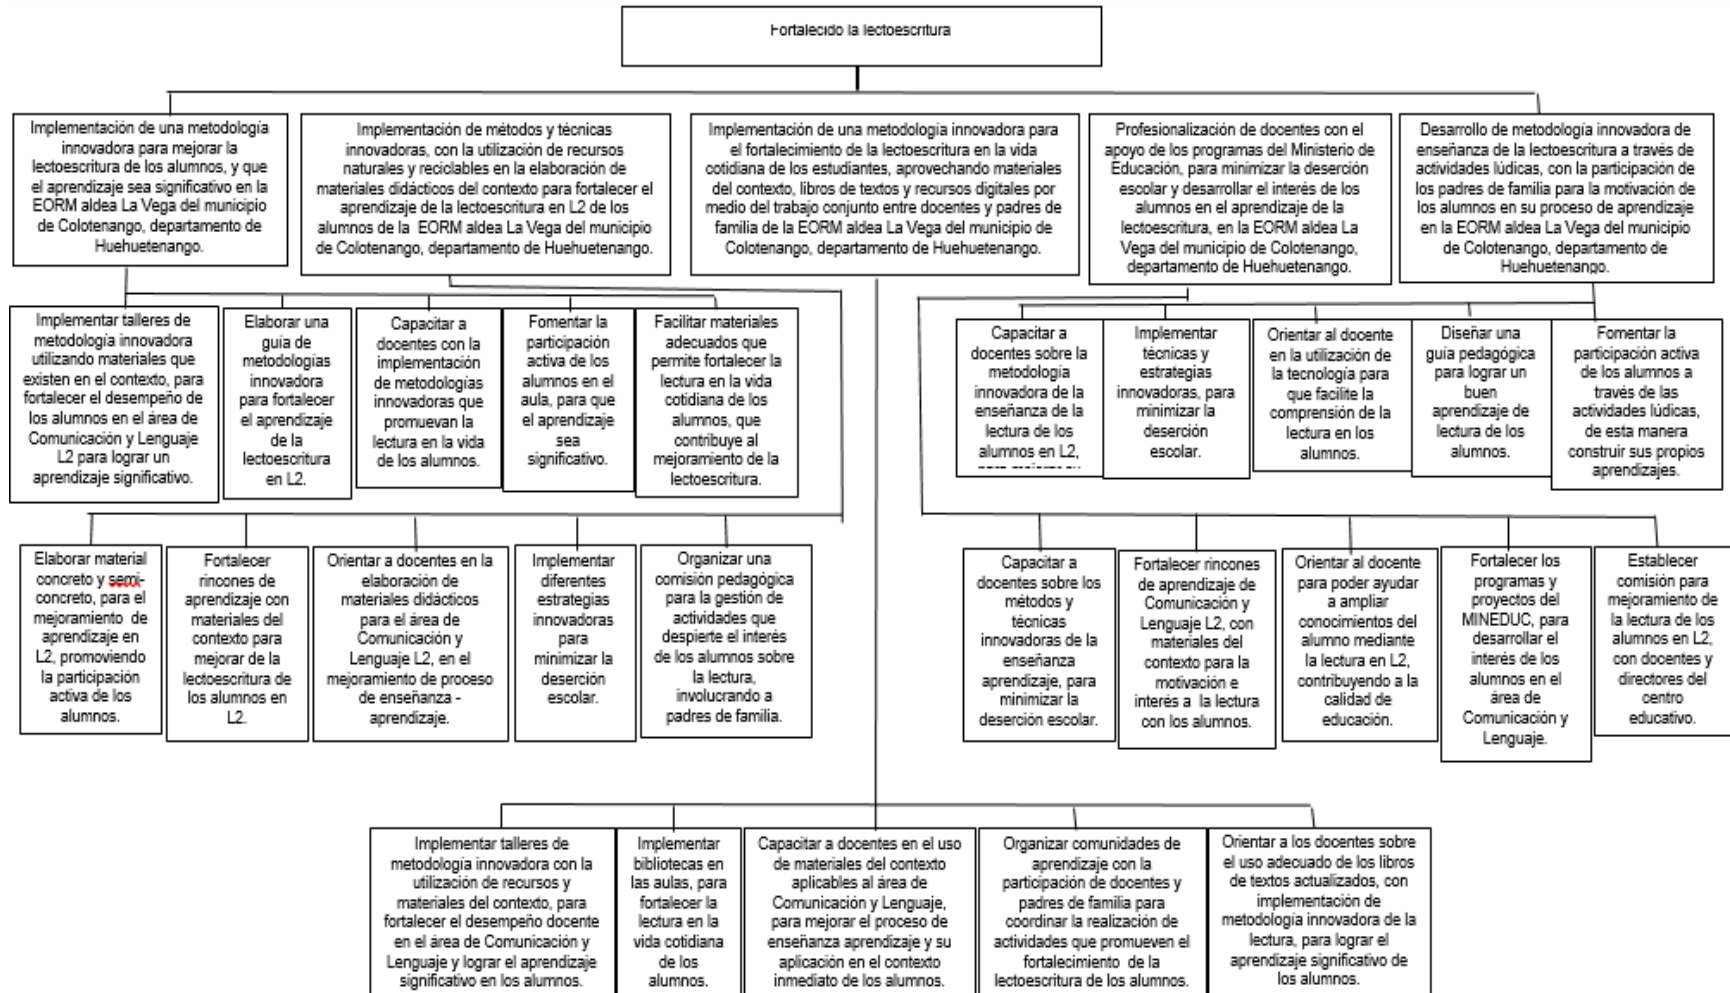 Fortalecido la lectoescritura
Implementación de una metodología
innovadora para mejorar la
lectoescritura de los alumnos, y que
el aprendizaje sea significativo en la
EORM aldea La Vega del municipio
de Colotenango, departamento de
Huehuetenango.
Implementación de métodos y técnicas
innovadoras, con la utilización de recursos
naturales y reciclables en la elaboración de
materiales didácticos del contexto para fortalecer el
aprendizaje de la lectoescritura en L2 de los
alumnos de la EORM aldea La Vega del municipio
de Colotenango, departamento de Huehuetenango.
Implementación de una metodología innovadora para
el fortalecimiento de la lectoescritura en la vida
cotidiana de los estudiantes, aprovechando materiales
del contexto, libros de textos y recursos digitales por
medio del trabajo conjunto entre docentes y padres de
familia de la EORM aldea La Vega del municipio de
Colotenango, departamento de Huehuetenango.
Profesionalización de docentes con el
apoyo de los programas del Ministerio de
Educación, para minimizar la deserción
escolar y desarrollar el interés de los
alumnos en el aprendizaje de la
lectoescritura, en la EORM aldea La
Vega del municipio de Colotenango,
departamento de Huehuetenango.
Desarrollo de metodología innovadora de
enseñanza de la lectoescritura a través de
actividades lúdicas, con la participación de
los padres de familia para la motivación de
los alumnos en su proceso de aprendizaje
en la EORM aldea La Vega del municipio
de Colotenango, departamento de
Huehuetenango.
Implementar talleres de
metodología innovadora
utilizando materiales que
existen en el contexto, para
fortalecer el desempeño de
los alumnos en el área de
Comunicación y Lenguaje
L2 para lograr un
aprendizaje significativo.
Elaborar una
guía de
metodologías
innovadora
para fortalecer
el aprendizaje
de la
lectoescritura
en L2.
Capacitar a
docentes con la
implementación
de metodologías
innovadoras que
promuevan la
lectura en la vida
de los alumnos.
Fomentar la
participación
activa de los
alumnos en el
aula, para que
el aprendizaje
sea
significativo.
Facilitar materiales
adecuados que
permite fortalecer la
lectura en la vida
cotidiana de los
alumnos, que
contribuye al
mejoramiento de la
lectoescritura.
Capacitar a
docentes sobre la
metodología
innovadora de la
enseñanza de la
lectura de los
alumnos en L2,
Implementar
técnicas y
estrategias
innovadoras, para
minimizar la
deserción
escolar.
Orientar al docente
en la utilización de
la tecnología para
que facilite la
comprensión de la
lectura en los
alumnos.
Diseñar una
guía pedagógica
para lograr un
buen
aprendizaje de
lectura de los
alumnos.
Fomentar la
participación activa
de los alumnos a
través de las
actividades lúdicas,
de esta manera
construir sus propios
aprendizajes.
Elaborar material
concreto y semi-
concreto, para el
mejoramiento de
aprendizaje en
L2, promoviendo
la participación
activa de los
alumnos.
Fortalecer
rincones de
aprendizaje con
materiales del
contexto para
mejorar de la
lectoescritura de
los alumnos en
L2.
Orientar a docentes en la
elaboración de
materiales didácticos
para el área de
Comunicación y
Lenguaje L2, en el
mejoramiento de proceso
de enseñanza -
aprendizaje.
Implementar
diferentes
estrategias
innovadoras
para
minimizar la
deserción
escolar.
Organizar una
comisión pedagógica
para la gestión de
actividades que
despierte el interés
de los alumnos sobre
la lectura,
involucrando a
padres de familia.
Capacitar a
docentes sobre los
métodos y
técnicas
innovadoras de la
enseñanza
aprendizaje, para
minimizar la
deserción escolar.
Fortalecer rincones
de aprendizaje de
Comunicación y
Lenguaje L2, con
materiales del
contexto para la
motivación e
interés a la lectura
con los alumnos.
Orientar al docente
para poder ayudar
a ampliar
conocimientos del
alumno mediante
la lectura en L2,
contribuyendo a la
calidad de
educación.
Fortalecer los
programas y
proyectos del
MINEDUC, para
desarrollar el
interés de los
alumnos en el
área de
Comunicación y
Lenguaje.
Establecer
comisión para
mejoramiento de
la lectura de los
alumnos en L2,
con docentes y
directores del
centro
educativo.
Implementar talleres de
metodología innovadora con la
utilización de recursos y
materiales del contexto, para
fortalecer el desempeño docente
en el área de Comunicación y
Lenguaje y lograr el aprendizaje
significativo en los alumnos.
Implementar
bibliotecas en
las aulas, para
fortalecer la
lectura en la
vida cotidiana
de los
alumnos.
Capacitar a docentes en el uso
de materiales del contexto
aplicables al área de
Comunicación y Lenguaje,
para mejorar el proceso de
enseñanza aprendizaje y su
aplicación en el contexto
inmediato de los alumnos.
Organizar comunidades de
aprendizaje con la
participación de docentes y
padres de familia para
coordinar la realización de
actividades que promueven el
fortalecimiento de la
lectoescritura de los alumnos.
Orientar a los docentes sobre
el uso adecuado de los libros
de textos actualizados, con
implementación de
metodología innovadora de la
lectura, para lograr el
aprendizaje significativo de
los alumnos.